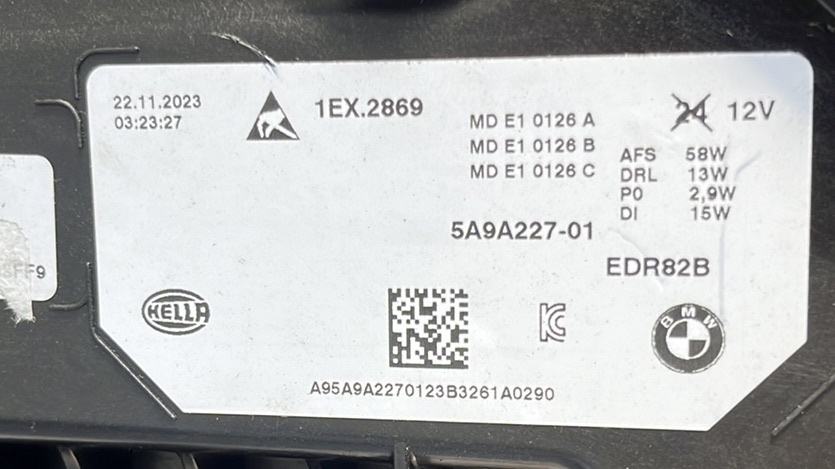 22.11.2023
03:23:27
1EX.2869
MD E1 0126 A
MD E1 0126 B
MD E1 0126 C
24 12V
AFS 58W
DRL 13W
P0 2,9W
DI 15W
5A9A227-01
EDR82B
HELLA
BMW
A95A9A2270123B3261A0290